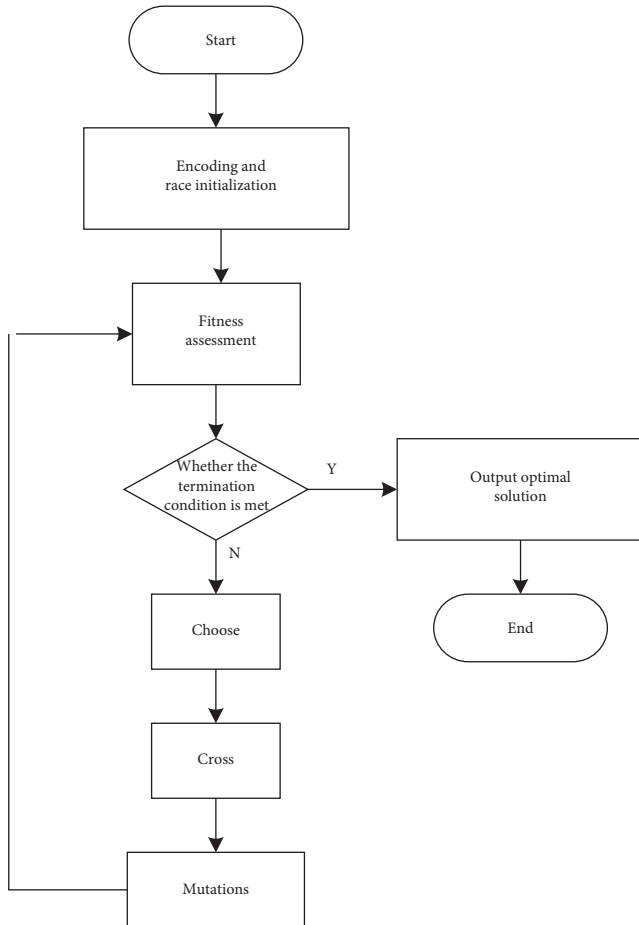 Start
Encoding and
race initialization
Fitness
assessment
Whether the
termination
condition is met
Y
Output optimal
solution
N
Choose
End
Cross
Mutations